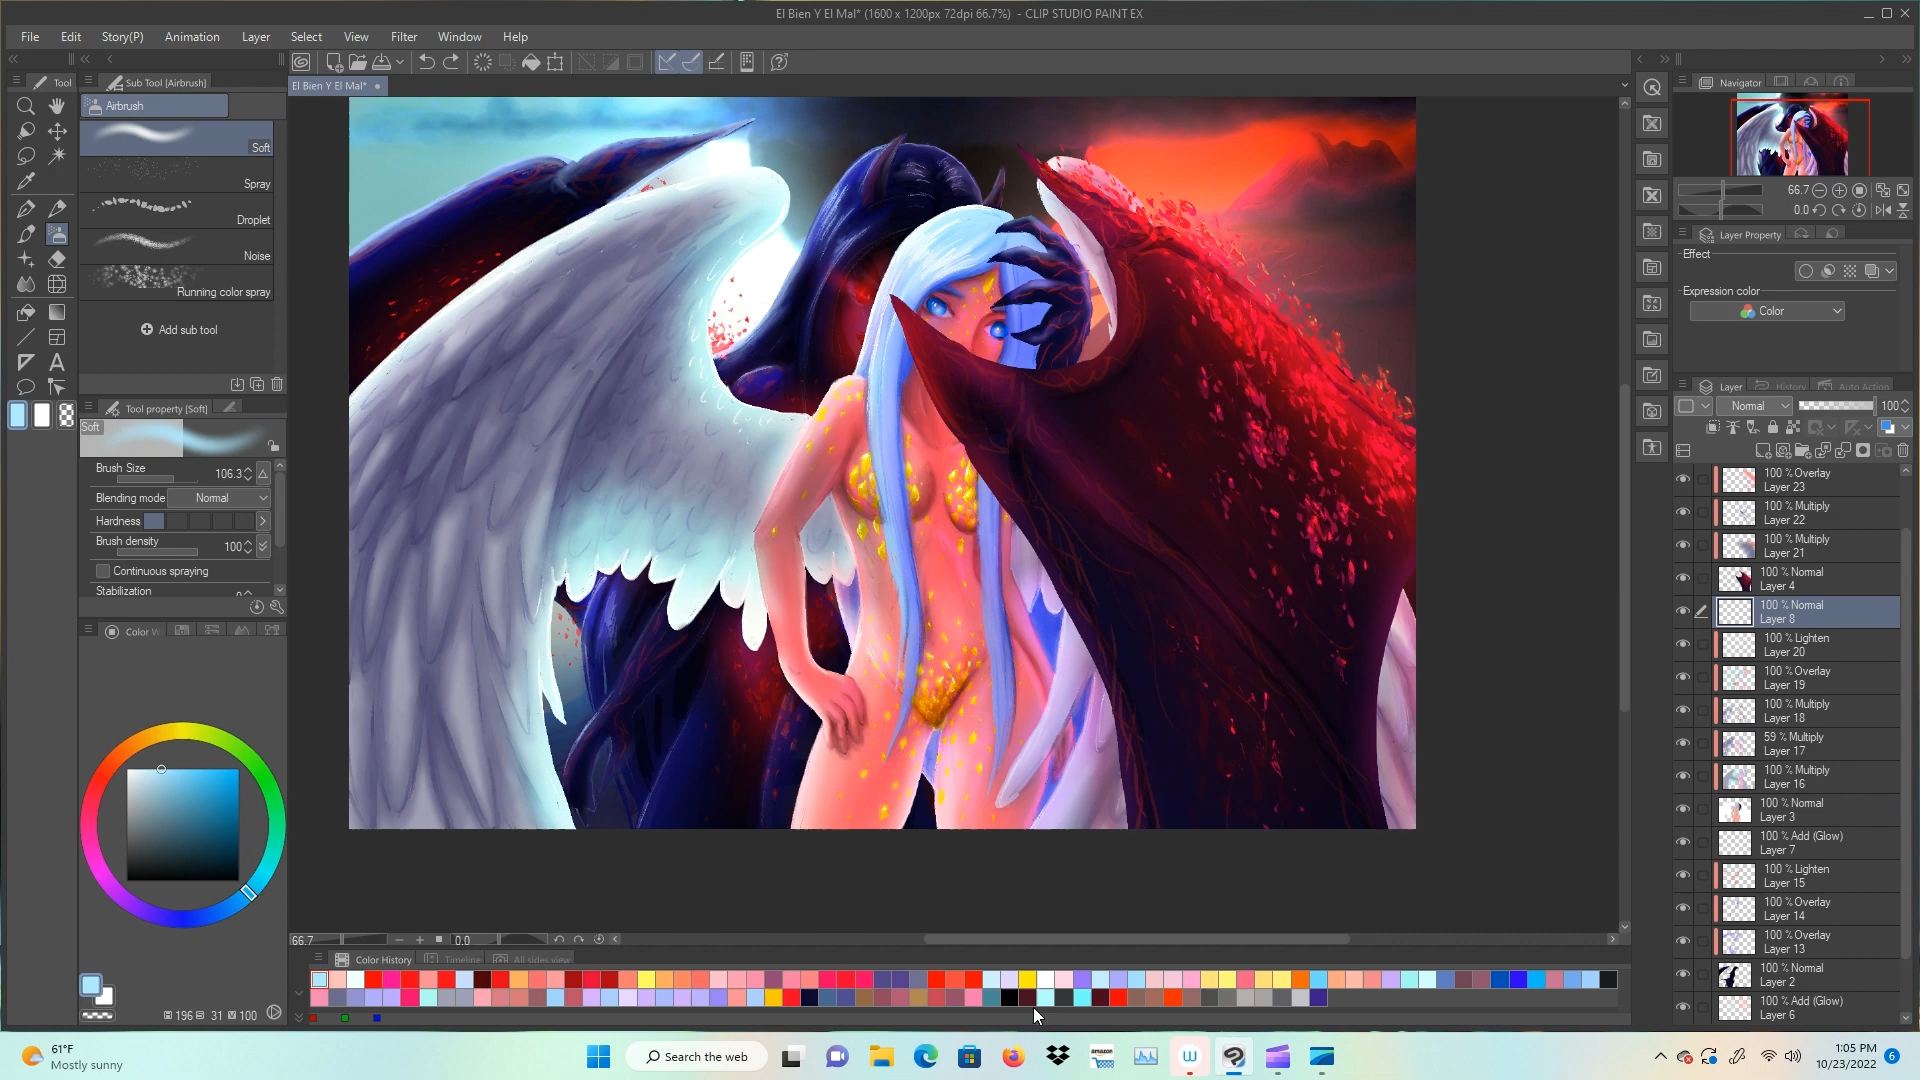 El Bien Y El Mal* (1600 x 1200px 72dpi 66.7%) - CLIP STUDIO PAINT EX
File Edit Story(P) Animation Layer Select View Filter Window Help
Tool
Sub Tool [Airbrush]
Airbrush
Soft
Spray
Droplet
Noise
Running color spray
Add sub tool
Tool property [Soft]
Soft
Brush Size 106.3
Blending mode Normal
Hardness
Brush density 100
Continuous spraying
Stabilization
Color W
196 31 V 100
El Bien Y El Mal*
66.7 0.0
Color History Timeline All sides view
Navigator
66.7
0.0
Layer Property
Effect
Expression color
Color
Layer History Auto Action
Normal 100
100 % Overlay
Layer 23
100 % Multiply
Layer 22
100 % Multiply
Layer 21
100 % Normal
Layer 4
100 % Normal
Layer 8
100 % Lighten
Layer 20
100 % Overlay
Layer 19
100 % Multiply
Layer 18
59 % Multiply
Layer 17
100 % Multiply
Layer 16
100 % Normal
Layer 3
100 % Add (Glow)
Layer 7
100 % Lighten
Layer 15
100 % Overlay
Layer 14
100 % Overlay
Layer 13
100 % Normal
Layer 2
100 % Add (Glow)
Layer 6
61°F
Mostly sunny
Search the web
amazon
1:05 PM
10/23/2022
6